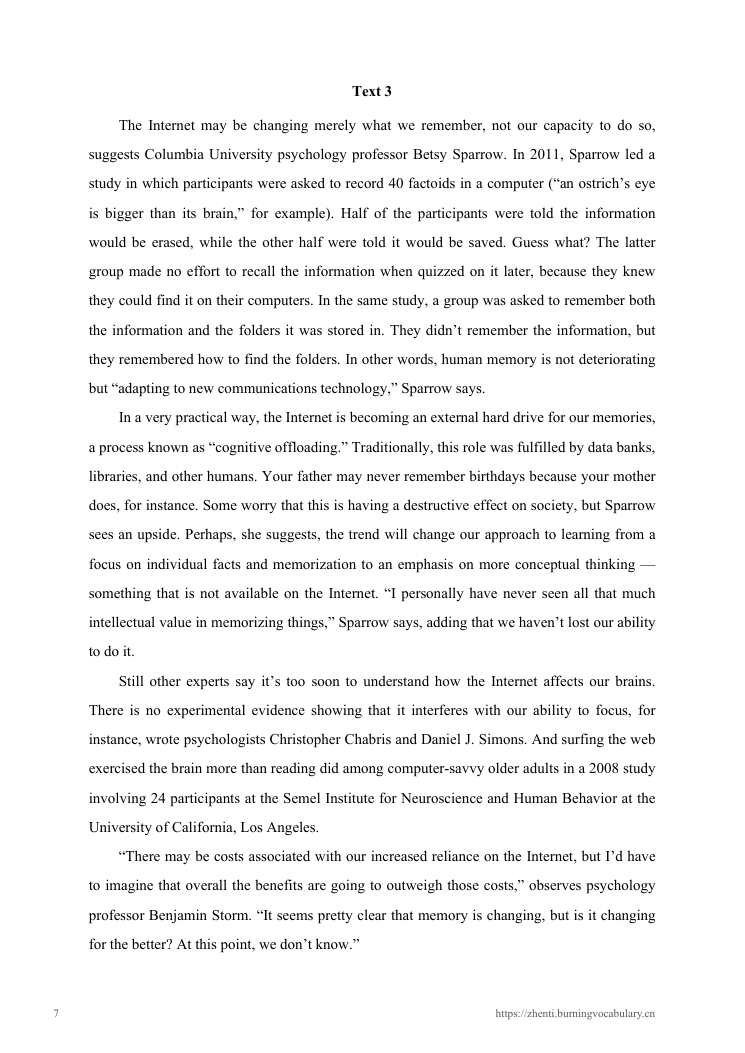 Text 3
The Internet may be changing merely what we remember, not our capacity to do so,
suggests Columbia University psychology professor Betsy Sparrow. In 2011, Sparrow led a
study in which participants were asked to record 40 factoids in a computer (“an ostrich’s eye
is bigger than its brain,” for example). Half of the participants were told the information
would be erased, while the other half were told it would be saved. Guess what? The latter
group made no effort to recall the information when quizzed on it later, because they knew
they could find it on their computers. In the same study, a group was asked to remember both
the information and the folders it was stored in. They didn’t remember the information, but
they remembered how to find the folders. In other words, human memory is not deteriorating
but “adapting to new communications technology,” Sparrow says.
In a very practical way, the Internet is becoming an external hard drive for our memories,
a process known as “cognitive offloading.” Traditionally, this role was fulfilled by data banks,
libraries, and other humans. Your father may never remember birthdays because your mother
does, for instance. Some worry that this is having a destructive effect on society, but Sparrow
sees an upside. Perhaps, she suggests, the trend will change our approach to learning from a
focus on individual facts and memorization to an emphasis on more conceptual thinking —
something that is not available on the Internet. “I personally have never seen all that much
intellectual value in memorizing things,” Sparrow says, adding that we haven’t lost our ability
to do it.
Still other experts say it’s too soon to understand how the Internet affects our brains.
There is no experimental evidence showing that it interferes with our ability to focus, for
instance, wrote psychologists Christopher Chabris and Daniel J. Simons. And surfing the web
exercised the brain more than reading did among computer-savvy older adults in a 2008 study
involving 24 participants at the Semel Institute for Neuroscience and Human Behavior at the
University of California, Los Angeles.
“There may be costs associated with our increased reliance on the Internet, but I’d have
to imagine that overall the benefits are going to outweigh those costs,” observes psychology
professor Benjamin Storm. “It seems pretty clear that memory is changing, but is it changing
for the better? At this point, we don’t know.”
7
https://zhenti.burningvocabulary.cn